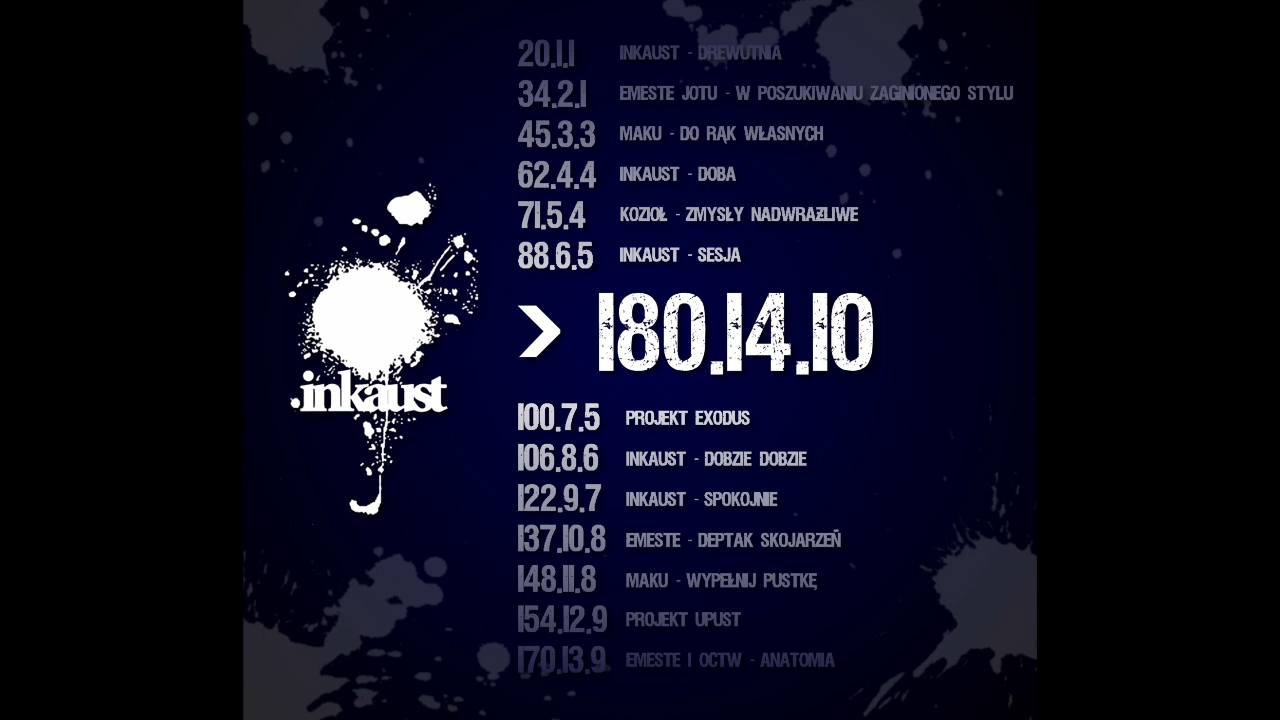 20.1.1 INKAUST - DREWUTNIA
34.2.1 EMESTE JOTU - W POSZUKIWANIU ZAGINIONEGO STYLU
45.3.3 MAKU - DO RĄK WŁASNYCH
62.4.4 INKAUST - DOBA
71.5.4 KOZIOŁ - ZMYSŁY NADWRAŻLIWE
88.6.5 INKAUST - SESJA
> 180.14.10
.inkaust
100.7.5 PROJEKT EXODUS
106.8.6 INKAUST - DOBZIE DOBZIE
122.9.7 INKAUST - SPOKOJNIE
137.10.8 EMESTE - DEPTAK SKOJARZEŃ
148.11.8 MAKU - WYPEŁNIJ PUSTKĘ
154.12.9 PROJEKT UPUST
170.13.9 EMESTE I OCTW - ANATOMIA